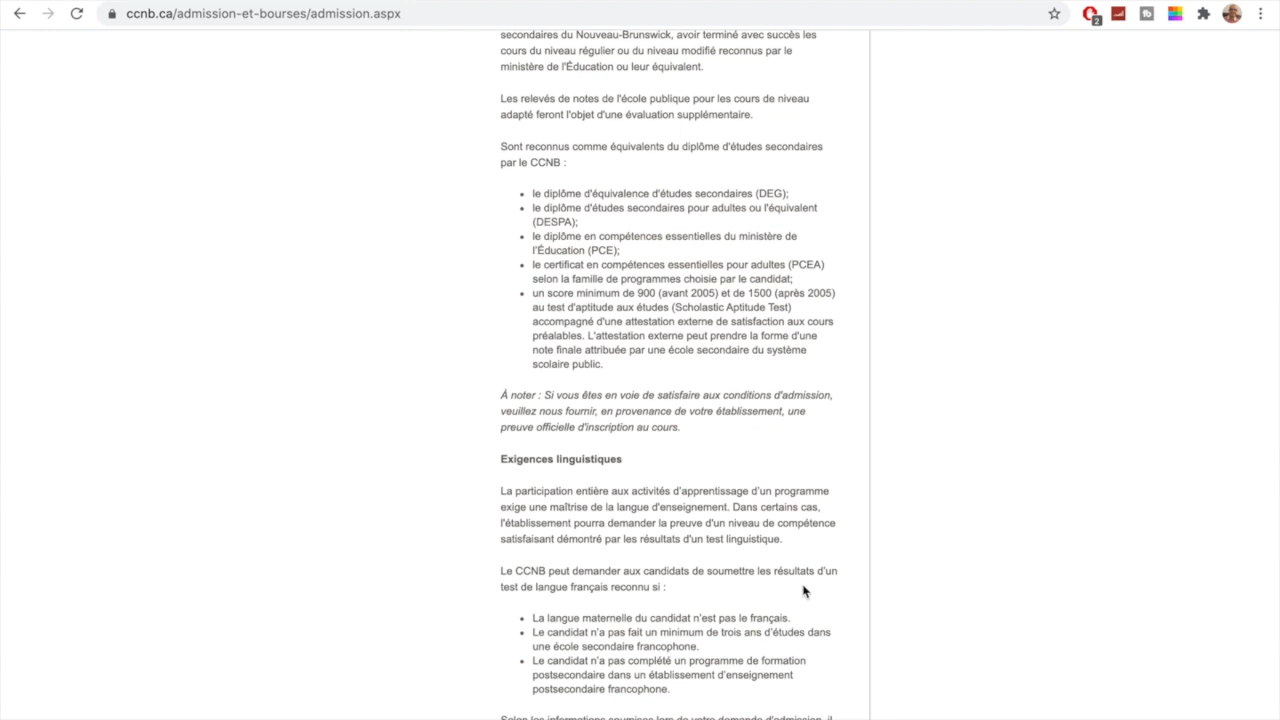 ccnb.ca/admission-et-bourses/admission.aspx
2
secondaires du Nouveau-Brunswick, avoir terminé avec succès les
cours du niveau régulier ou du niveau modifié reconnus par le
ministère de l'Éducation ou leur équivalent.
Les relevés de notes de l'école publique pour les cours de niveau
adapté feront l'objet d'une évaluation supplémentaire.
Sont reconnus comme équivalents du diplôme d'études secondaires
par le CCNB :
• le diplôme d'équivalence d'études secondaires (DEG);
• le diplôme d'études secondaires pour adultes ou l'équivalent
(DESPA);
• le diplôme en compétences essentielles du ministère de
l'Éducation (PCE);
• le certificat en compétences essentielles pour adultes (PCEA)
selon la famille de programmes choisie par le candidat;
• un score minimum de 900 (avant 2005) et de 1500 (après 2005)
au test d'aptitude aux études (Scholastic Aptitude Test)
accompagné d'une attestation externe de satisfaction aux cours
préalables. L'attestation externe peut prendre la forme d'une
note finale attribuée par une école secondaire du système
scolaire public.
À noter : Si vous êtes en voie de satisfaire aux conditions d'admission,
veuillez nous fournir, en provenance de votre établissement, une
preuve officielle d'inscription au cours.
Exigences linguistiques
La participation entière aux activités d'apprentissage d'un programme
exige une maîtrise de la langue d'enseignement. Dans certains cas,
l'établissement pourra demander la preuve d'un niveau de compétence
satisfaisant démontré par les résultats d'un test linguistique.
Le CCNB peut demander aux candidats de soumettre les résultats d'un
test de langue français reconnu si :
• La langue maternelle du candidat n'est pas le français.
• Le candidat n'a pas fait un minimum de trois ans d'études dans
une école secondaire francophone.
• Le candidat n'a pas complété un programme de formation
postsecondaire dans un établissement d'enseignement
postsecondaire francophone.
Selon les informations soumises lors de votre demande d'admission, il